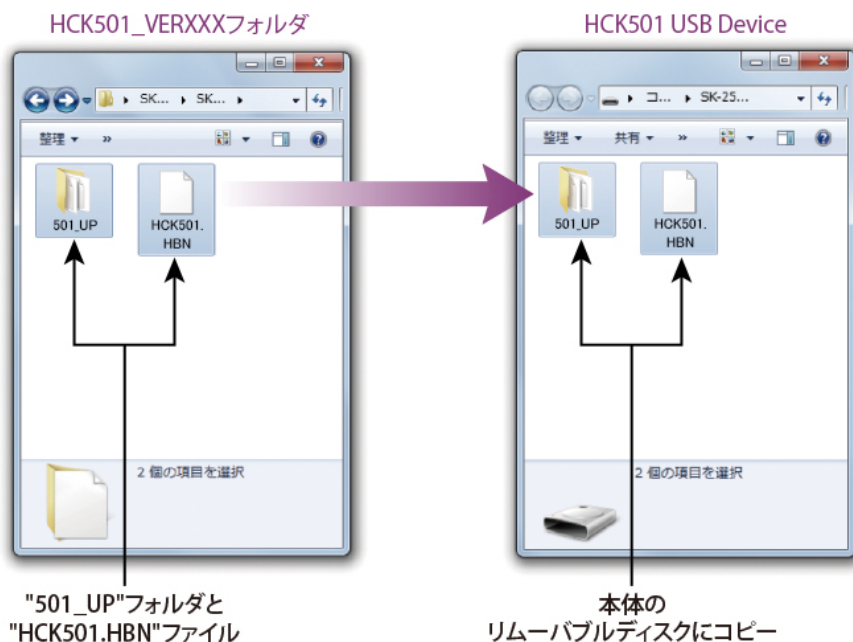 HCK501_VERXXXフォルダ
SK... SK...
整理 »
501_UP
HCK501.
HBN
2 個の項目を選択
"501_UP"フォルダと
"HCK501.HBN"ファイル
HCK501 USB Device
コ... SK-25...
整理 共有 »
501_UP
HCK501.
HBN
2 個の項目を選択
本体の
リムーバブルディスクにコピー